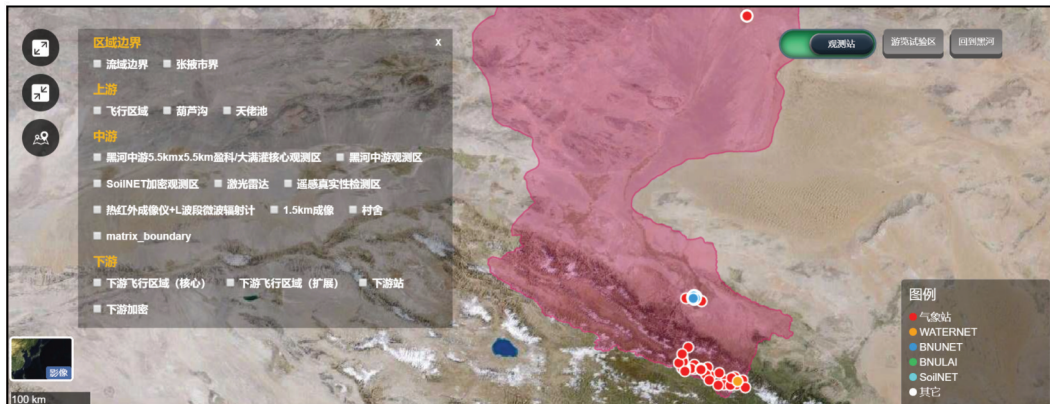 区域边界
x
流域边界 张掖市界
上游
飞行区域 葫芦沟 天佬池
中游
黑河中游5.5kmx5.5km盈科/大满灌核心观测区 黑河中游观测区
SoilNET加密观测区 激光雷达 遥感真实性检测区
热红外成像仪+L波段微波辐射计 1.5km成像 村舍
matrix_boundary
下游
下游飞行区域（核心） 下游飞行区域（扩展） 下游站
下游加密
观测站 游览试验区 回到黑河
图例
气象站
WATERNET
BNUNET
BNULAI
SoilNET
其它
影像
100 km